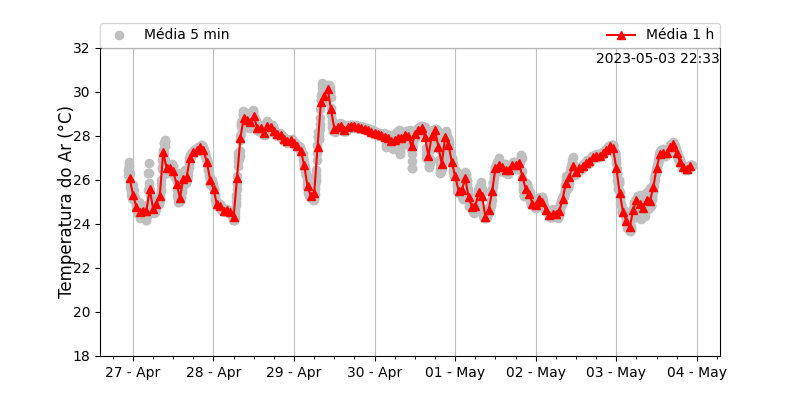 Média 5 min
Média 1 h
2023-05-03 22:33
Temperatura do Ar (°C)
32
30
28
26
24
22
20
18
27 - Apr
28 - Apr
29 - Apr
30 - Apr
01 - May
02 - May
03 - May
04 - May